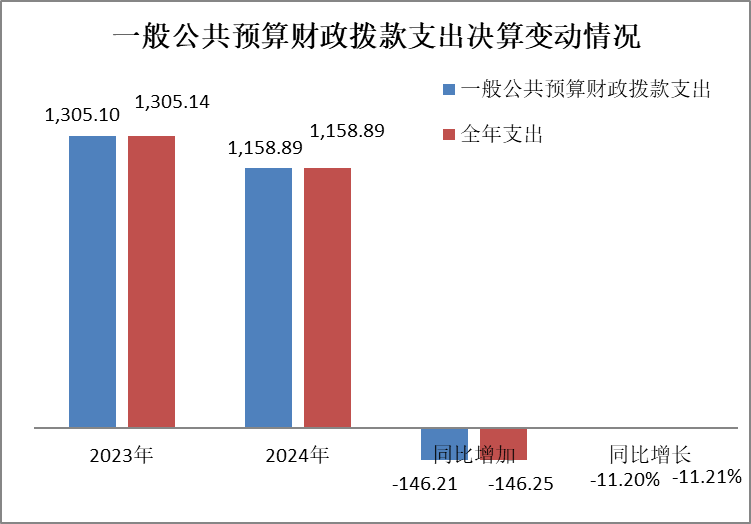 一般公共预算财政拨款支出决算变动情况
一般公共预算财政拨款支出
全年支出
1,305.10
1,305.14
1,158.89
1,158.89
2023年
2024年
同比增加
同比增长
-146.21
-146.25
-11.20%
-11.21%